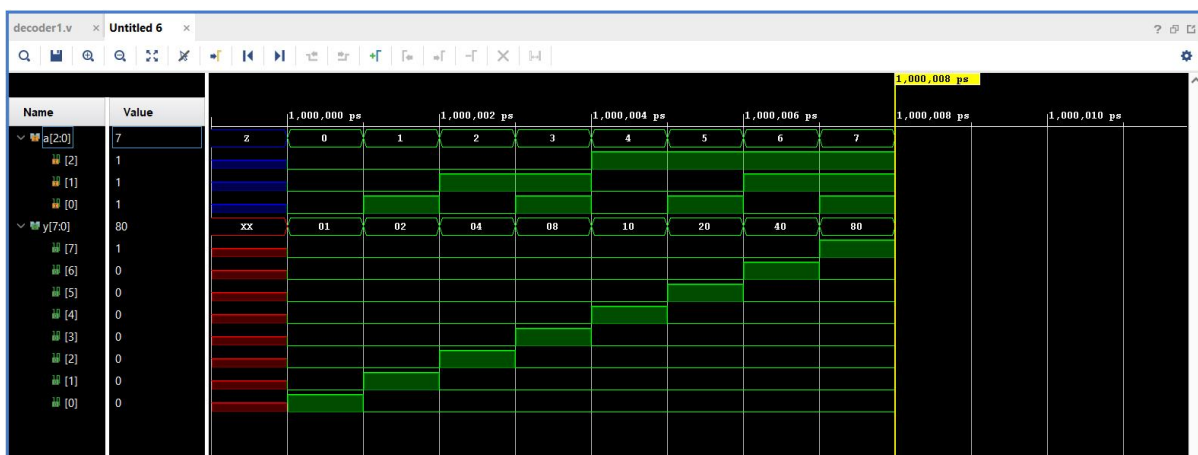 decoder1.v × Untitled 6 × ?
1,000,008 ps
Name Value 1,000,000 ps 1,000,002 ps 1,000,004 ps 1,000,006 ps 1,000,008 ps 1,000,010 ps
a[2:0] 7 Z 0 1 2 3 4 5 6 7
[2] 1
[1] 1
[0] 1
y[7:0] 80 XX 01 02 04 08 10 20 40 80
[7] 1
[6] 0
[5] 0
[4] 0
[3] 0
[2] 0
[1] 0
[0] 0